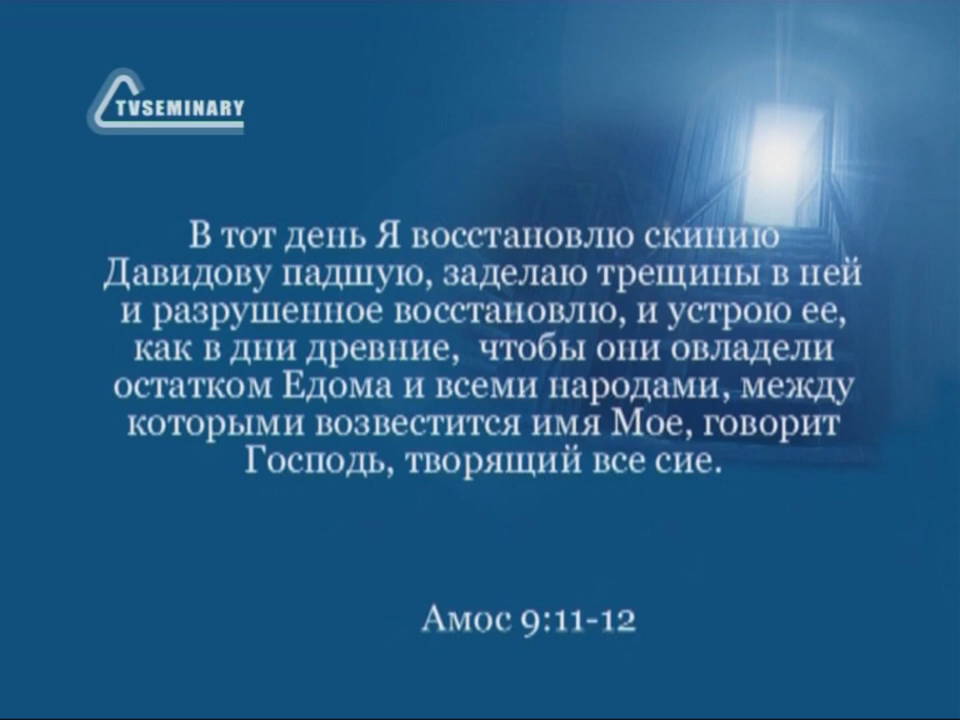 TVSEMINARY
В тот день Я восстановлю скинию
Давидову падшую, заделаю трещины в ней
и разрушенное восстановлю, и устрою ее,
как в дни древние, чтобы они овладели
остатком Едома и всеми народами, между
которыми возвестится имя Мое, говорит
Господь, творящий все сие.
Амос 9:11-12